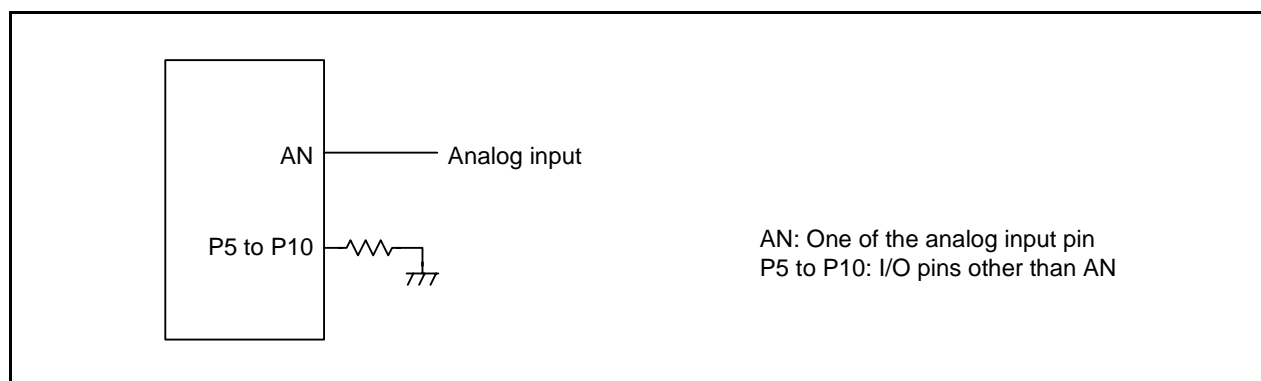 AN
Analog input
P5 to P10
AN: One of the analog input pin
P5 to P10: I/O pins other than AN